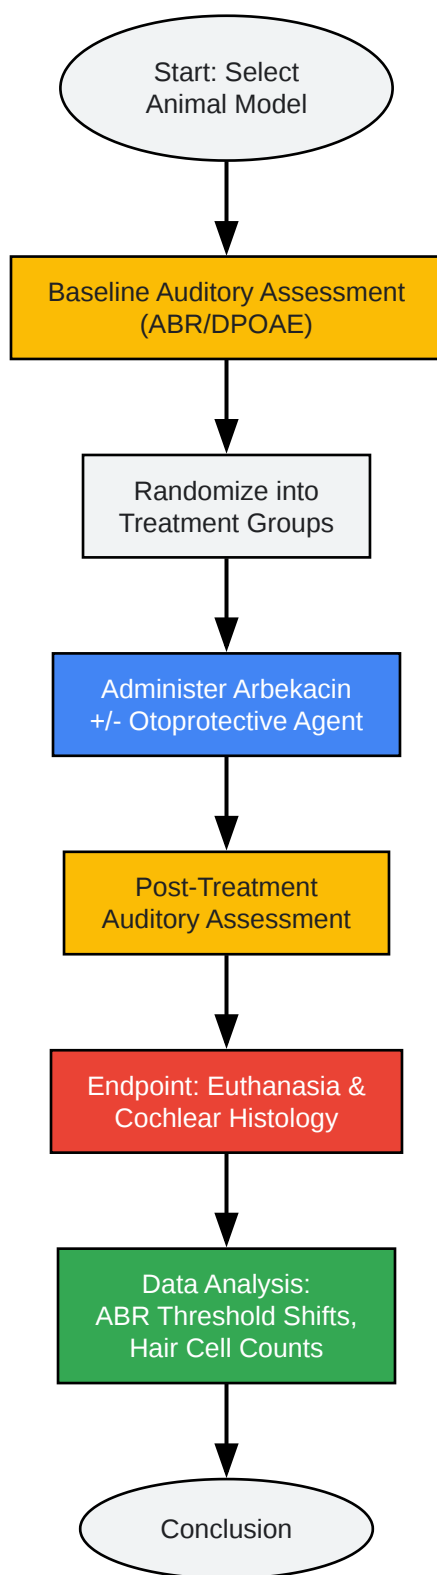 Start: Select
Animal Model
Baseline Auditory Assessment
(ABR/DPOAE)
Randomize into
Treatment Groups
Administer Arbekacin
+/- Otoprotective Agent
Post-Treatment
Auditory Assessment
Endpoint: Euthanasia &
Cochlear Histology
Data Analysis:
ABR Threshold Shifts,
Hair Cell Counts
Conclusion